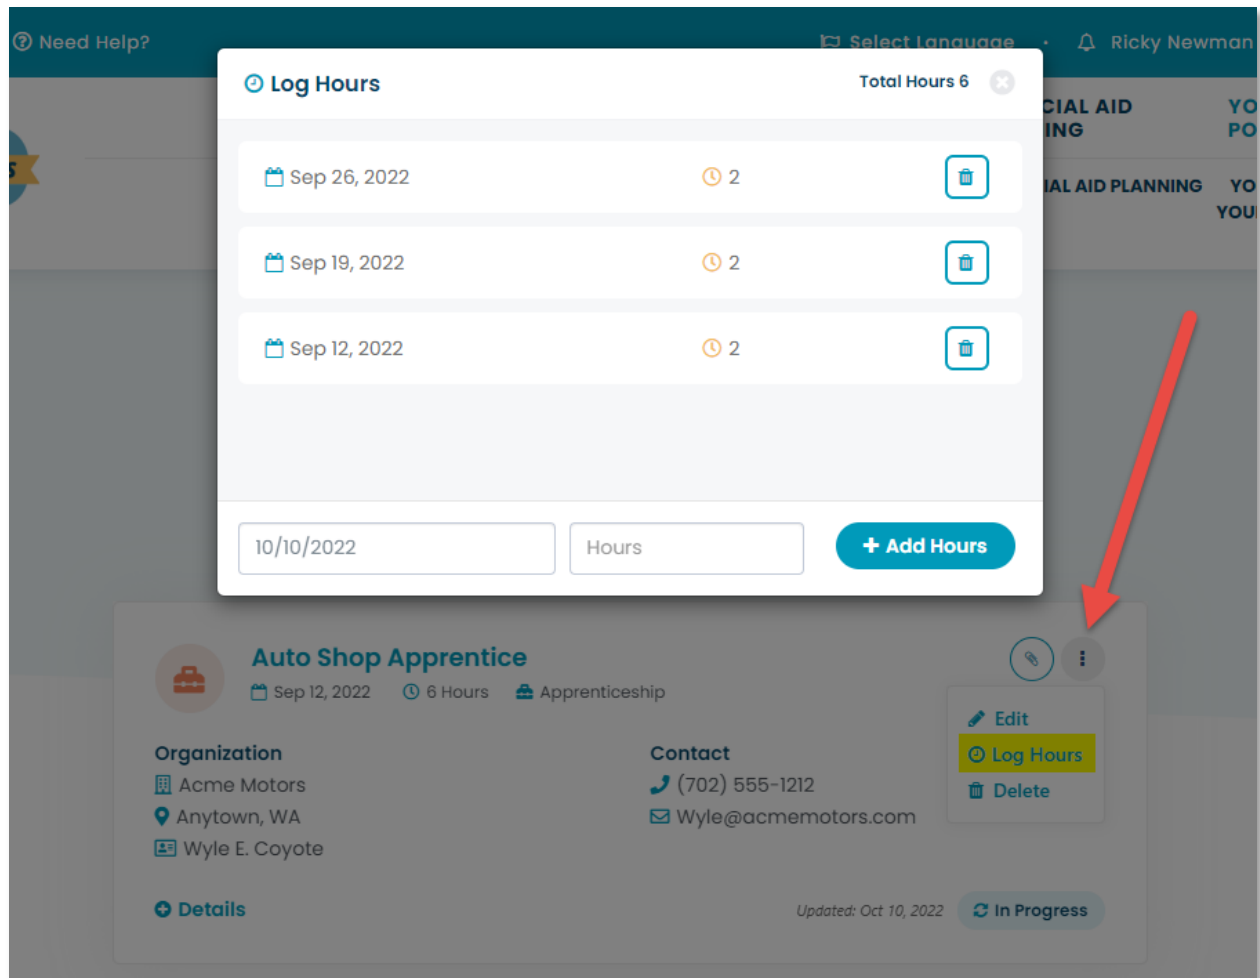 Need Help?
Select Language
Ricky Newman
Log Hours
Total Hours 6
CIAL AID
ING
YO
PO
S
IAL AID PLANNING
YO
YOU
Sep 26, 2022
2
Sep 19, 2022
2
Sep 12, 2022
2
10/10/2022
Hours
+ Add Hours
Auto Shop Apprentice
Sep 12, 2022
6 Hours
Apprenticeship
Edit
Log Hours
Delete
Organization
Acme Motors
Anytown, WA
Wyle E. Coyote
Contact
(702) 555-1212
Wyle@acmemotors.com
Details
Updated: Oct 10, 2022
In Progress